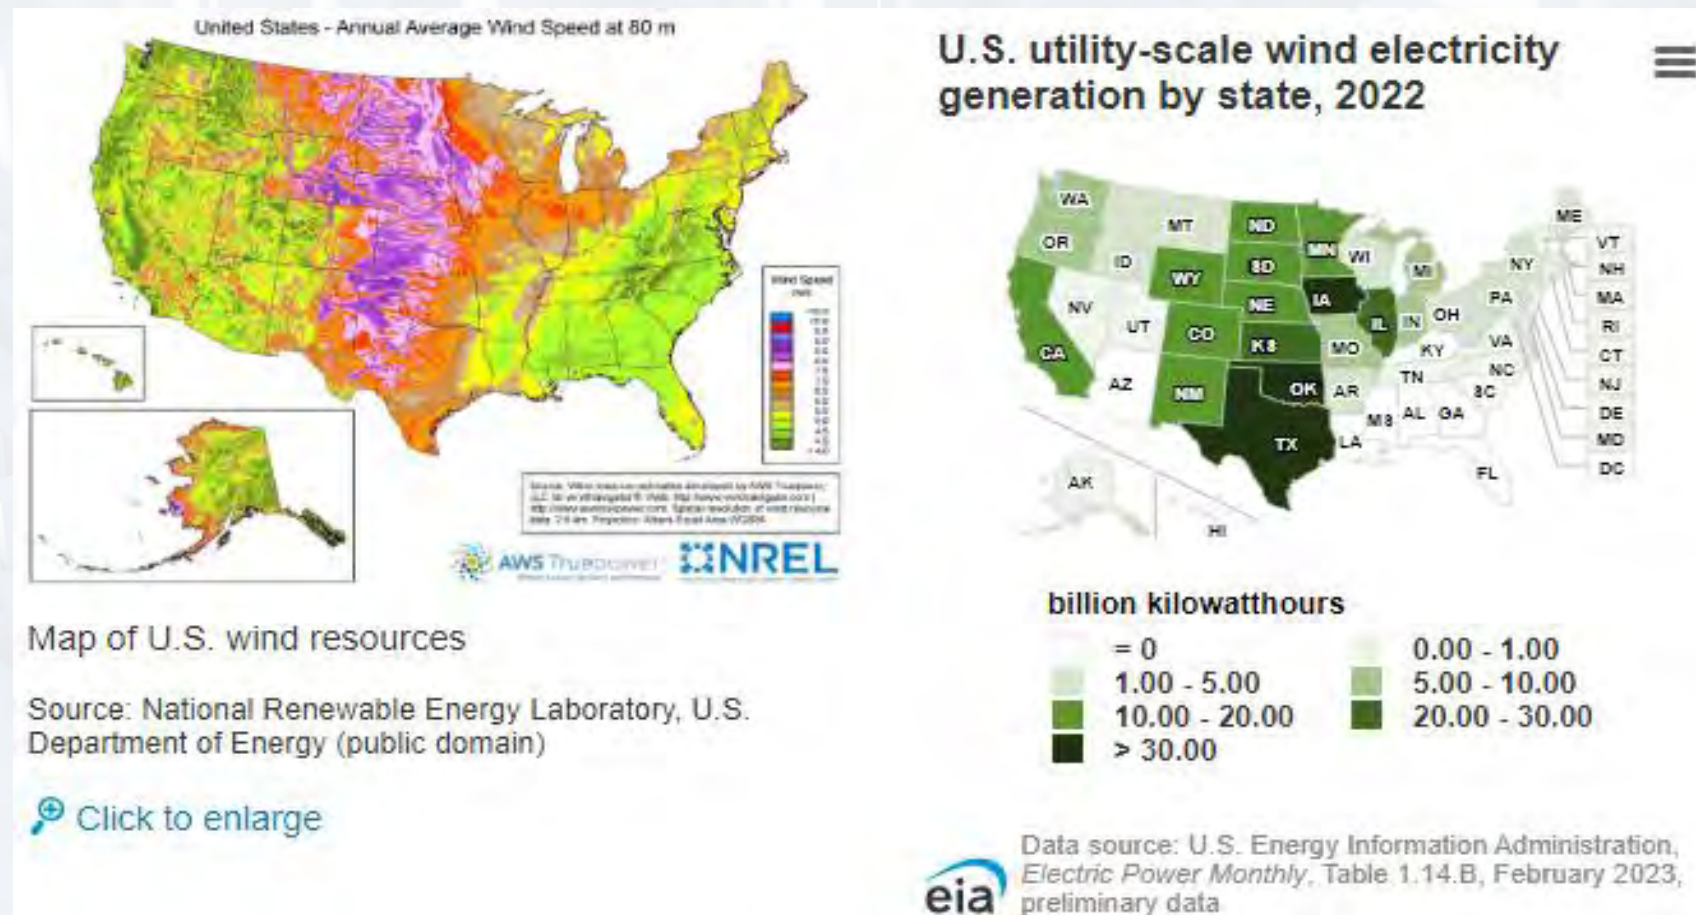 United States - Annual Average Wind Speed at 80 m
Wind Speed
m/s
AWS Truepower
NREL
Map of U.S. wind resources
Source: National Renewable Energy Laboratory, U.S.
Department of Energy (public domain)
Click to enlarge
U.S. utility-scale wind electricity
generation by state, 2022
WA
MT
ND
MN
ME
OR
ID
WY
SD
WI
MI
NY
VT
NH
NV
UT
CO
NE
IA
IL
IN
OH
PA
MA
RI
CA
KS
MO
KY
VA
CT
AZ
NM
OK
AR
TN
NC
SC
NJ
TX
LA
MS
AL
GA
DE
MD
DC
FL
AK
HI
billion kilowatthours
= 0
0.00 - 1.00
1.00 - 5.00
5.00 - 10.00
10.00 - 20.00
20.00 - 30.00
> 30.00
eia
Data source: U.S. Energy Information Administration,
Electric Power Monthly, Table 1.14.B, February 2023,
preliminary data